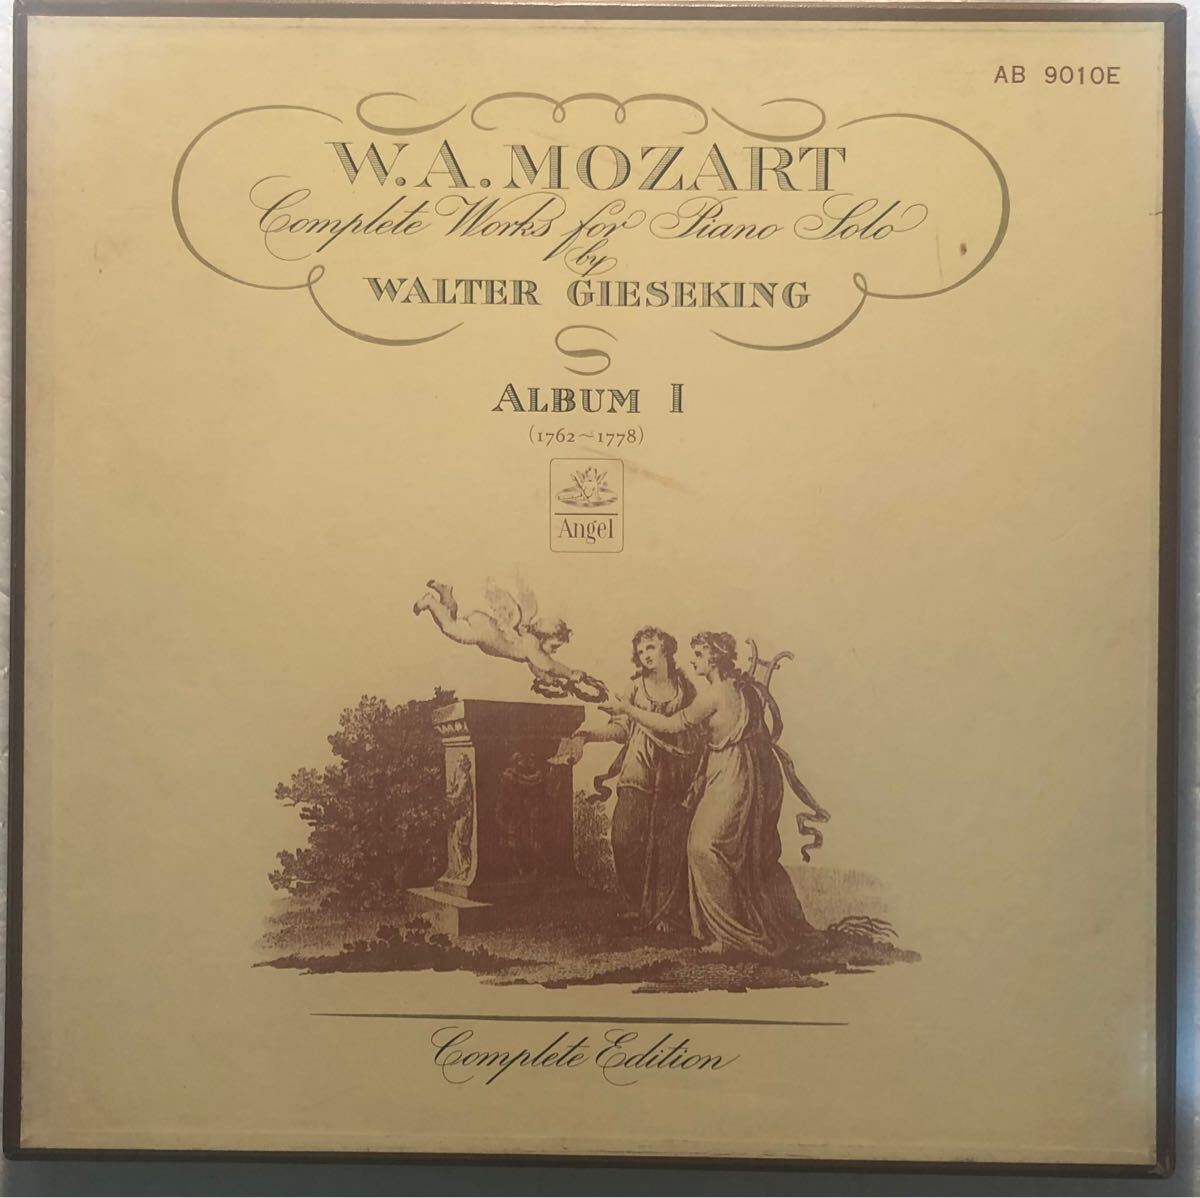 AB 9010E
W.A. MOZART
Complete Works for Piano Solo
by
WALTER GIESEKING
ALBUM I
(1762~1778)
Angel
Complete Edition